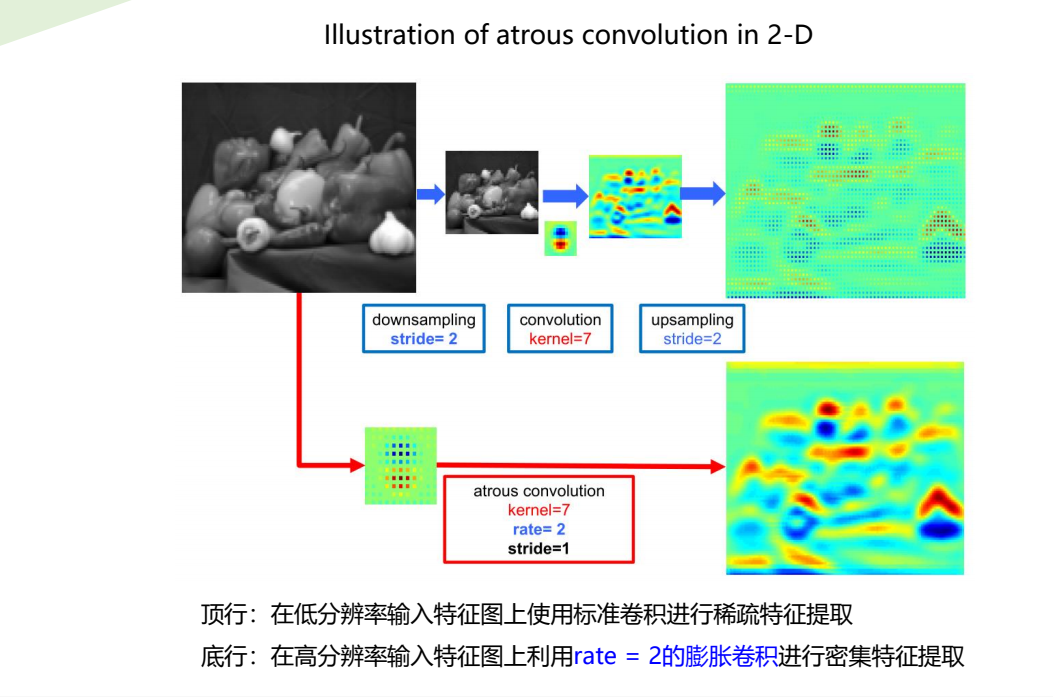 Illustration of atrous convolution in 2-D
downsampling
stride= 2
convolution
kernel=7
upsampling
stride=2
atrous convolution
kernel=7
rate= 2
stride=1
顶行：在低分辨率输入特征图上使用标准卷积进行稀疏特征提取
底行：在高分辨率输入特征图上利用rate = 2的膨胀卷积进行密集特征提取